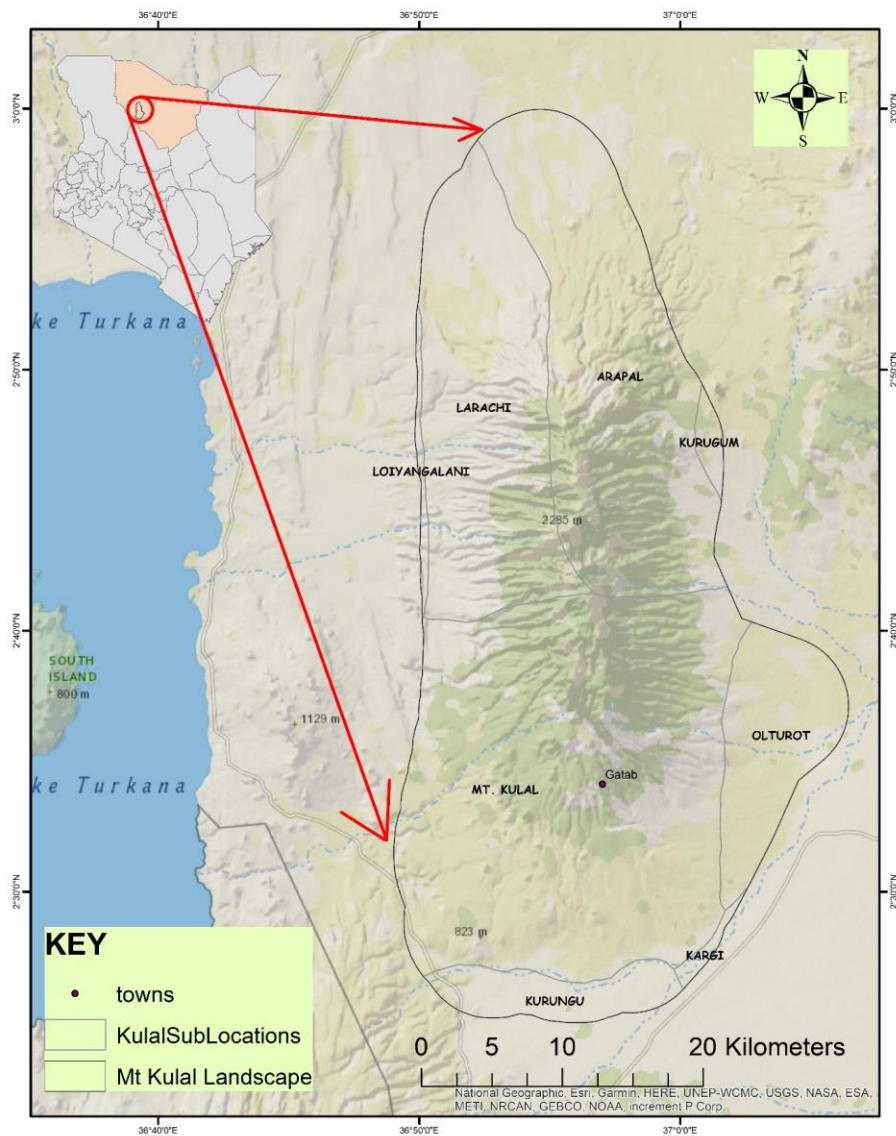 36°40'0"E
36°50'0"E
37°0'0"E
N
W
E
S
3°0'0"N
3°0'0"N
ke Turkana
2°50'0"N
2°50'0"N
ARAPAL
LARACHI
KURUGUM
LOIYANGALANI
2285 m
2°40'0"N
2°40'0"N
SOUTH
ISLAND
800 m
1129 m
OLTUROT
Gatab
ke Turkana
MT. KULAL
2°30'0"N
2°30'0"N
823 m
KEY
KARGI
towns
KURUNGU
KulalSubLocations
0 5 10 20 Kilometers
Mt Kulal Landscape
National Geographic, Esri, Garmin, HERE, UNEP-WCMC, USGS, NASA, ESA,
METI, NRCAN, GEBCO, NOAA, increment P Corp.
36°40'0"E
36°50'0"E
37°0'0"E